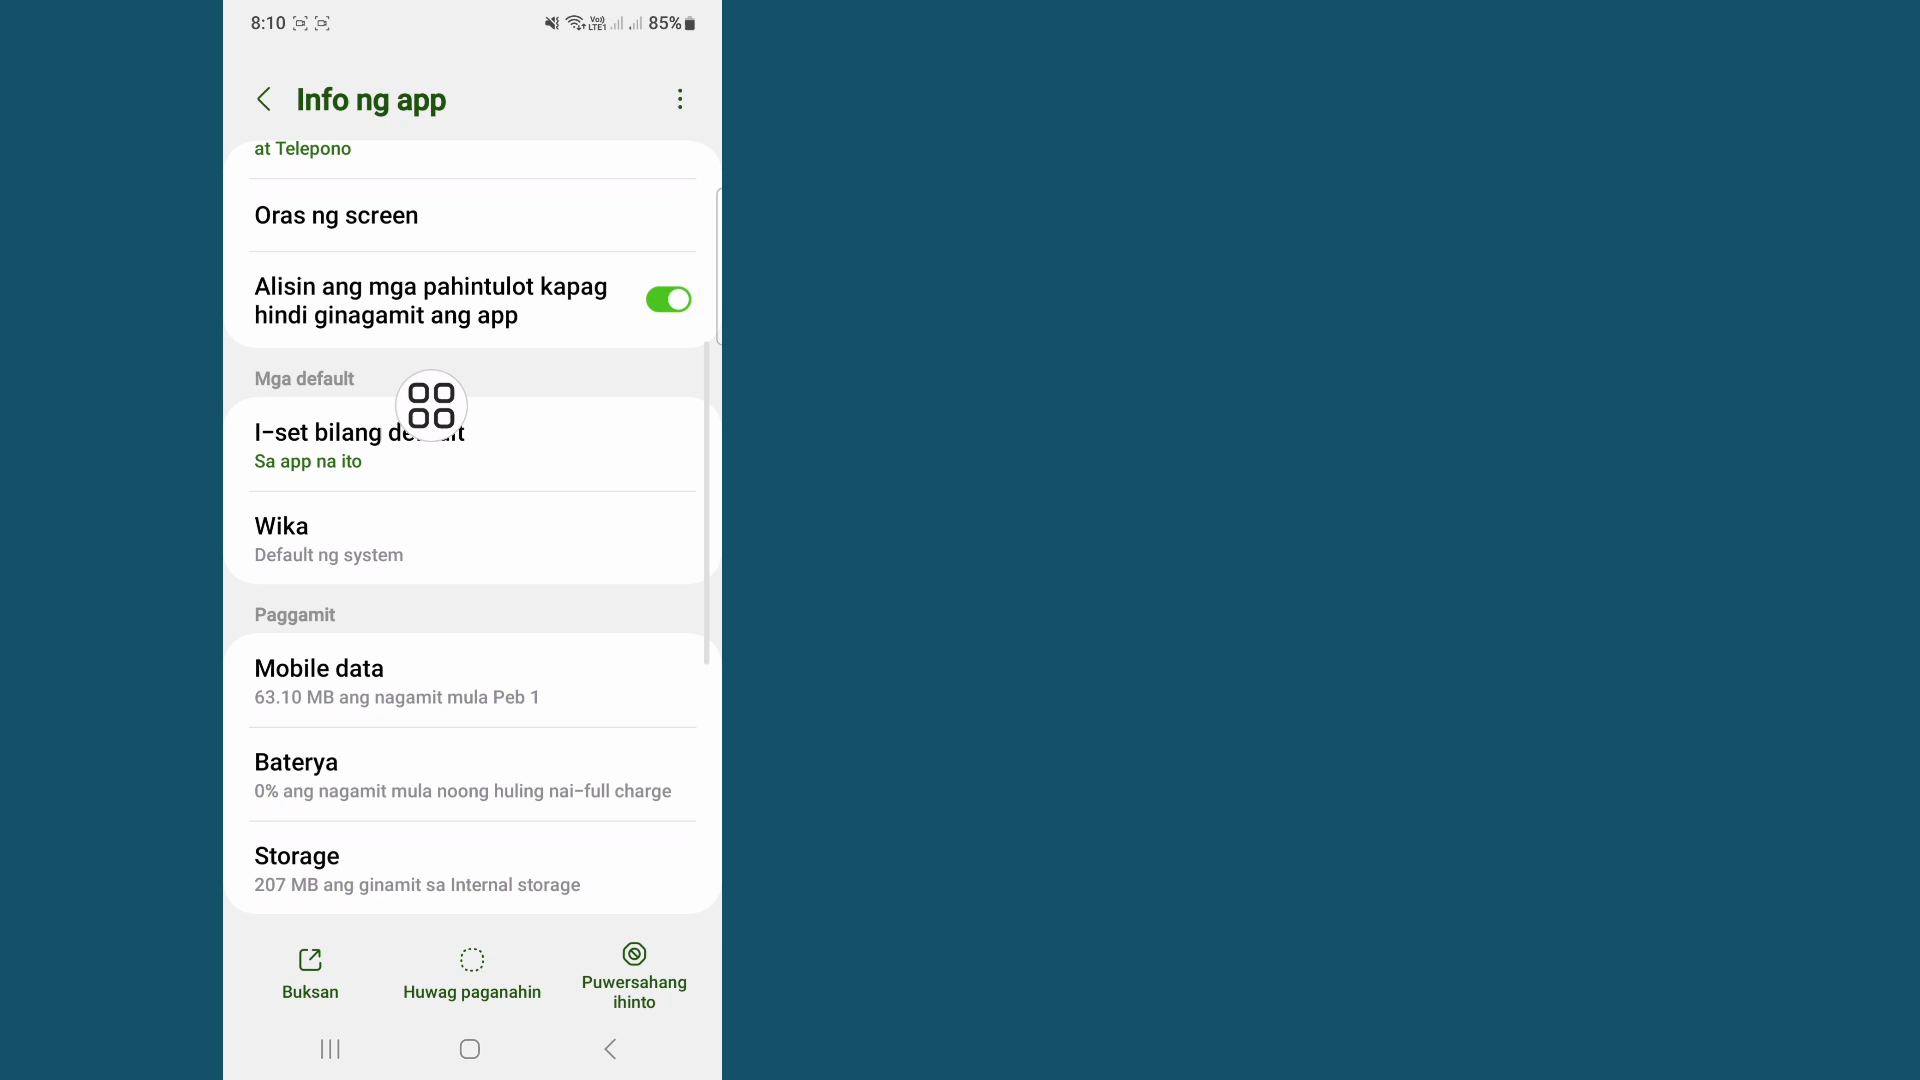 8:10
Vo))
LTE1
85%
Info ng app
at Telepono
Oras ng screen
Alisin ang mga pahintulot kapag
hindi ginagamit ang app
Mga default
I-set bilang
Sa app na ito
Wika
Default ng system
Paggamit
Mobile data
63.10 MB ang nagamit mula Peb 1
Baterya
0% ang nagamit mula noong huling nai-full charge
Storage
207 MB ang ginamit sa Internal storage
Buksan
Huwag paganahin
Puwersahang
ihinto